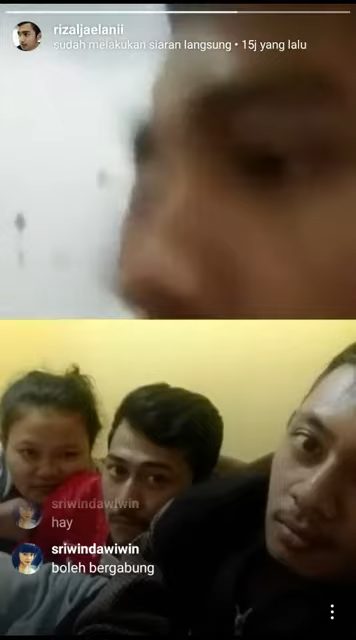 rizaljaelanii
sudah melakukan siaran langsung • 15j yang lalu
sriwindawiwin
hay
sriwindawiwin
boleh bergabung